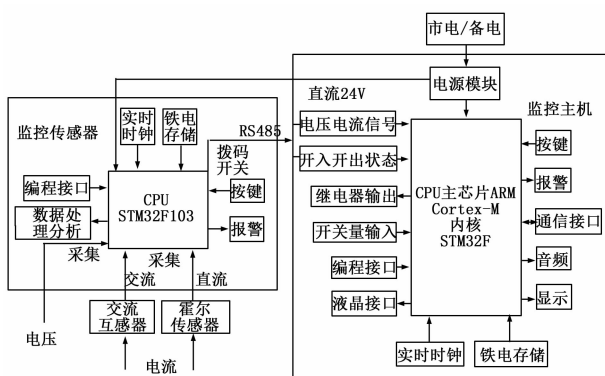 市电/备电
电源模块
直流24V
监控传感器
实时
时钟
铁电
存储
RS485
拨码
开关
编程接口
CPU
STM32F103
按键
数据处
理分析
报警
采集
采集
交流
直流
交流
互感器
霍尔
传感器
电压
电流
监控主机
电压电流信号
开入开出状态
继电器输出
开关量输入
编程接口
液晶接口
CPU主芯片ARM
Cortex-M
内核
STM32F
按键
报警
通信接口
音频
显示
实时时钟
铁电存储